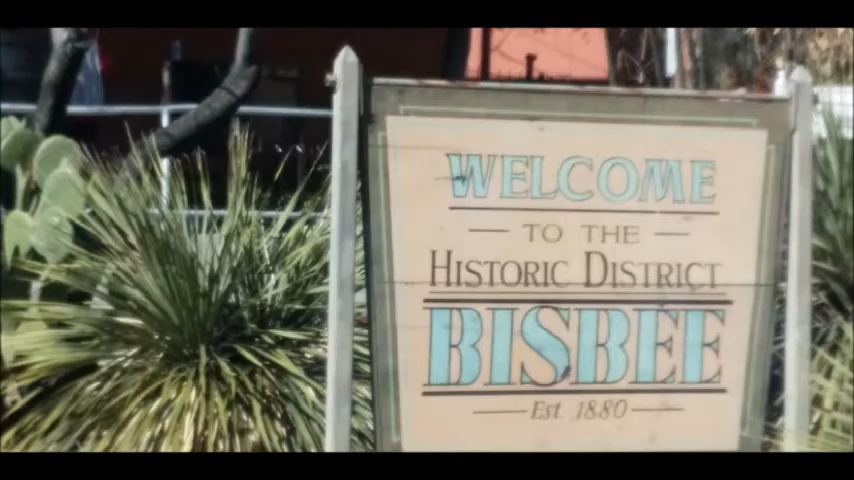 WELCOME
TO THE
HISTORIC DISTRICT
BISBEE
Est. 1880